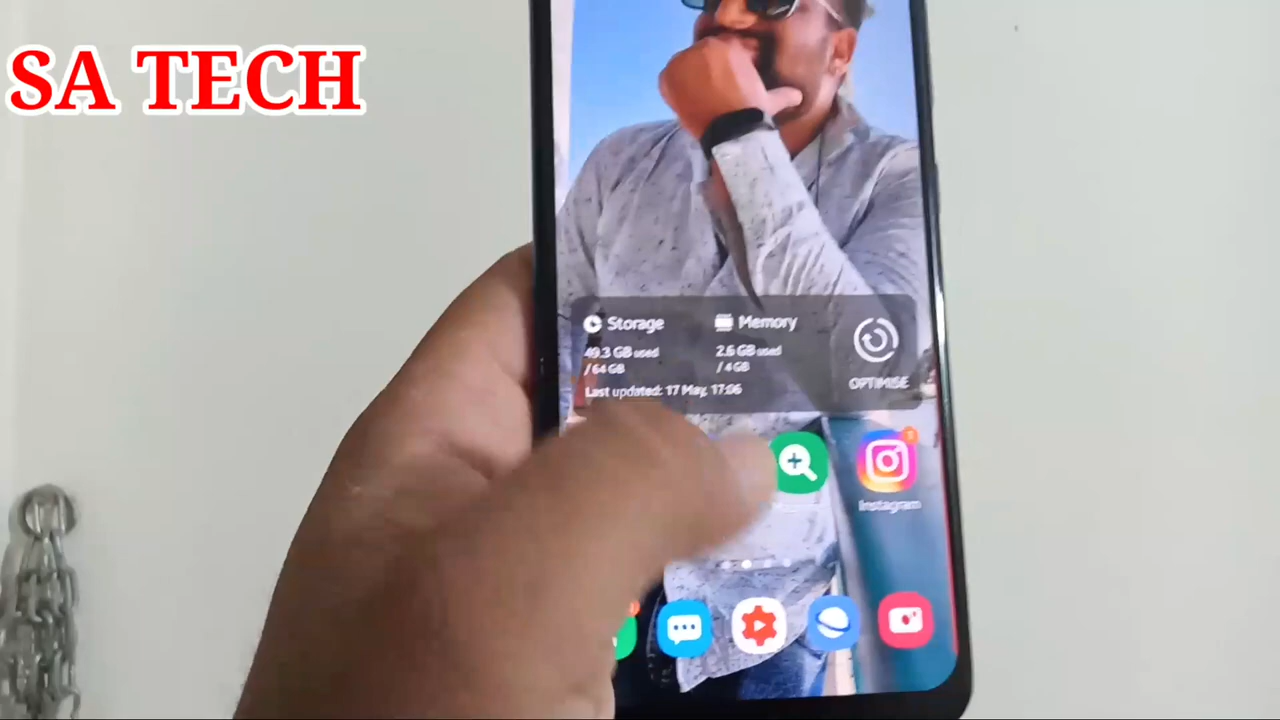 SA TECH
Storage
Memory
49.3 GB used
/ 64 GB
2.6 GB used
/ 4 GB
Last updated: 17 May, 17:06
OPTIMISE
Instagram